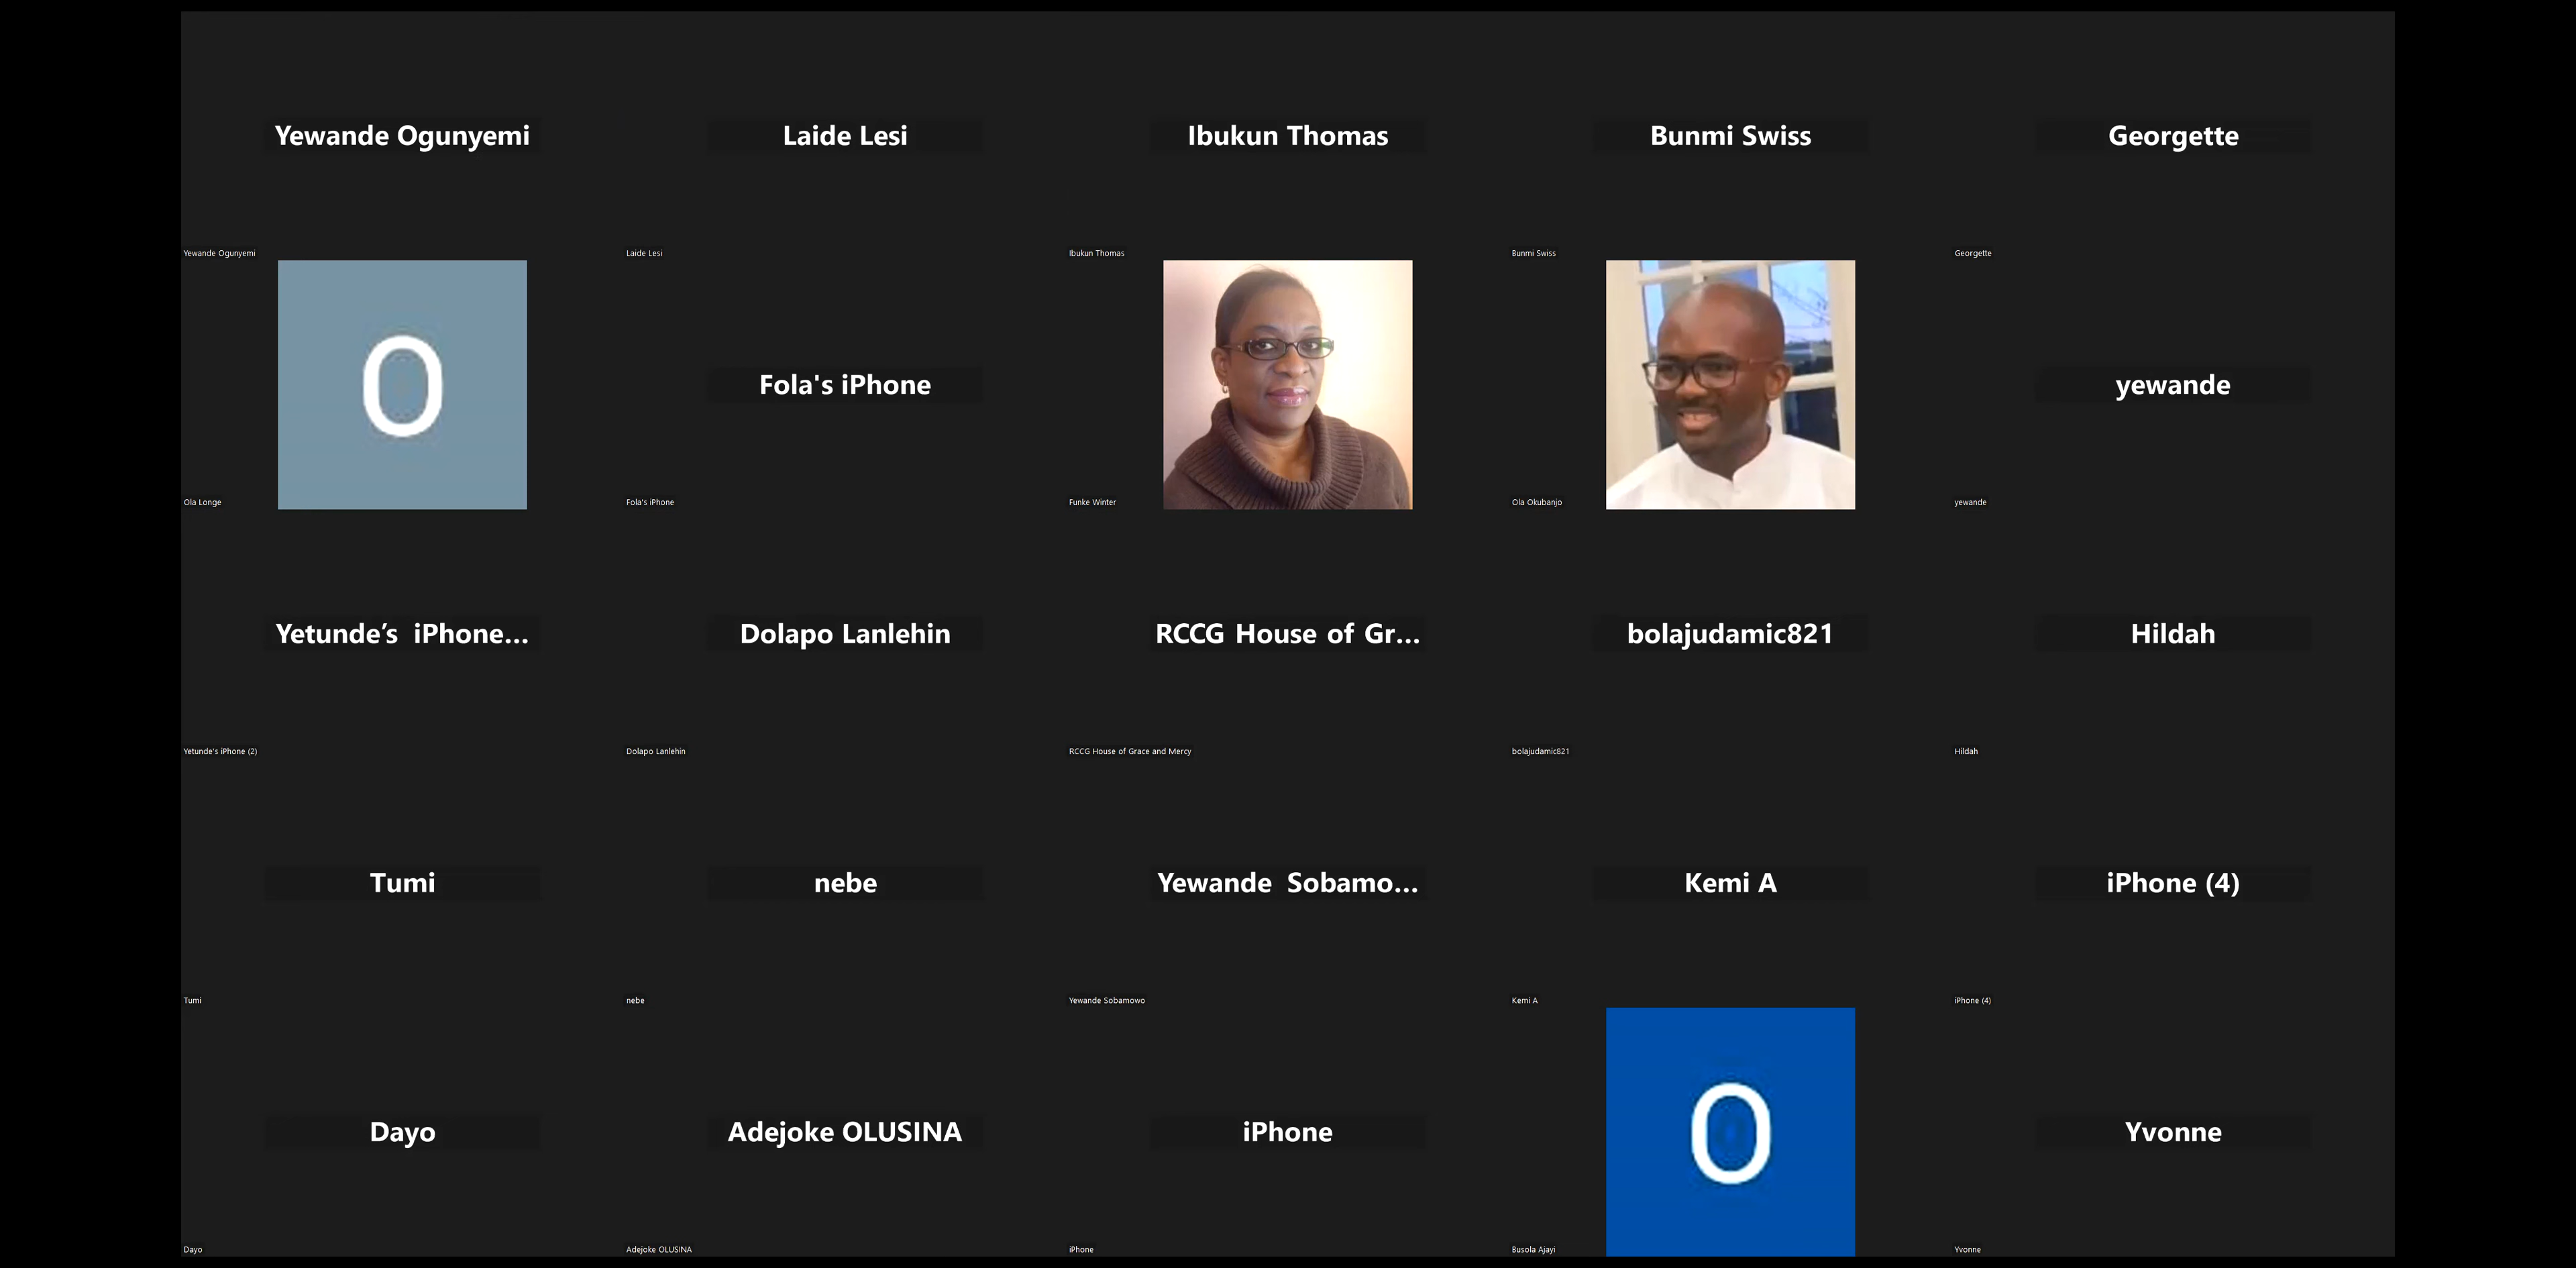 Yewande Ogunyemi
Laide Lesi
Ibukun Thomas
Bunmi Swiss
Georgette
Yewande Ogunyemi
Laide Lesi
Ibukun Thomas
Bunmi Swiss
Georgette
O
Fola's iPhone
yewande
Ola Longe
Fola's iPhone
Funke Winter
Ola Okubanjo
yewande
Yetunde’s iPhone...
Dolapo Lanlehin
RCCG House of Gr...
bolajudamic821
Hildah
Yetunde's iPhone (2)
Dolapo Lanlehin
RCCG House of Grace and Mercy
bolajudamic821
Hildah
Tumi
nebe
Yewande Sobamo...
Kemi A
iPhone (4)
Tumi
nebe
Yewande Sobamowo
Kemi A
iPhone (4)
Dayo
Adejoke OLUSINA
iPhone
O
Yvonne
Dayo
Adejoke OLUSINA
iPhone
Busola Ajayi
Yvonne